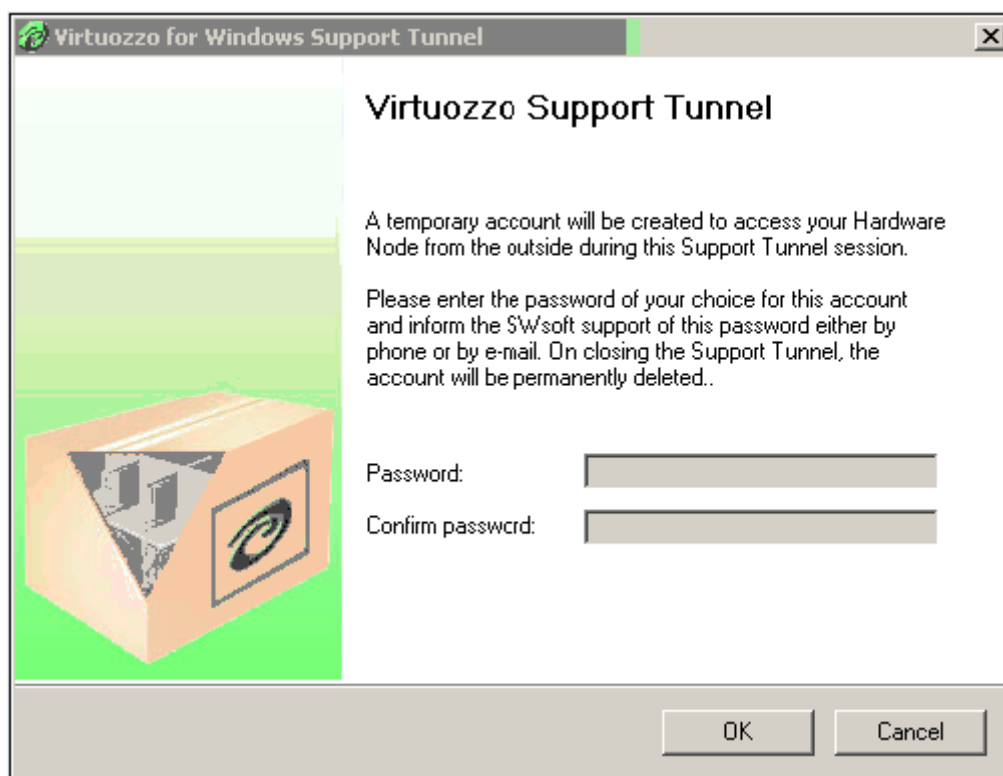 Virtuozzo for Windows Support Tunnel
Virtuozzo Support Tunnel
A temporary account will be created to access your Hardware
Node from the outside during this Support Tunnel session.
Please enter the password of your choice for this account
and inform the SWsoft support of this password either by
phone or by e-mail. On closing the Support Tunnel, the
account will be permanently deleted..
Password:
Confirm password:
OK
Cancel